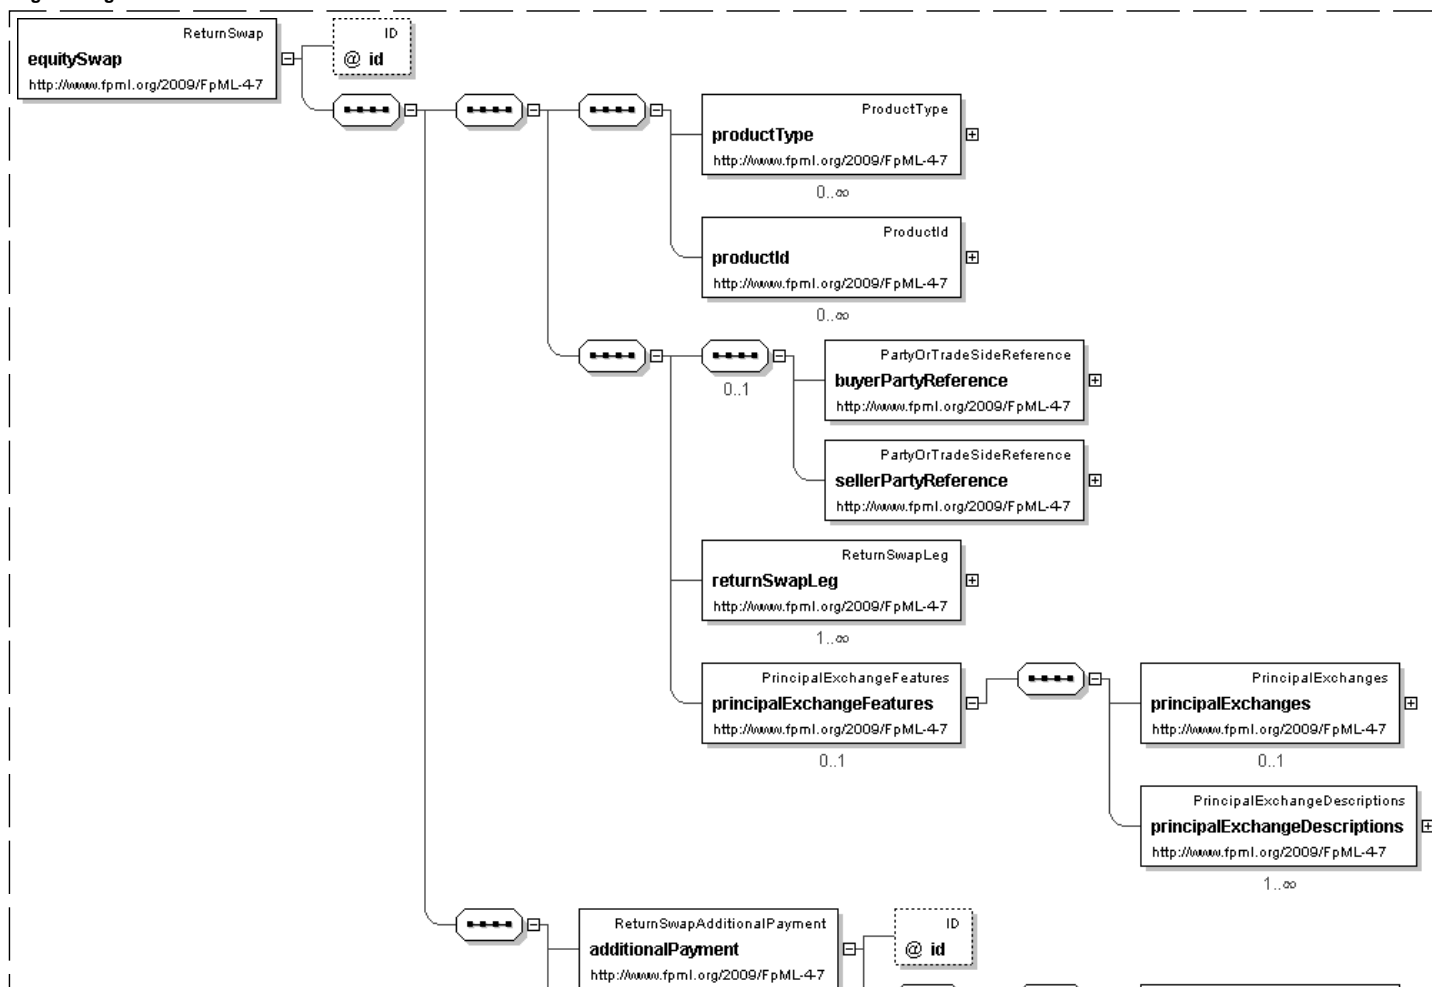 ReturnSwap
equitySwap
http://www.fpml.org/2009/FpML-4-7
ID
@ id
ProductType
productType
http://www.fpml.org/2009/FpML-4-7
0..∞
ProductId
productId
http://www.fpml.org/2009/FpML-4-7
0..∞
0..1
PartyOrTradeSideReference
buyerPartyReference
http://www.fpml.org/2009/FpML-4-7
PartyOrTradeSideReference
sellerPartyReference
http://www.fpml.org/2009/FpML-4-7
ReturnSwapLeg
returnSwapLeg
http://www.fpml.org/2009/FpML-4-7
1..∞
PrincipalExchangeFeatures
principalExchangeFeatures
http://www.fpml.org/2009/FpML-4-7
0..1
PrincipalExchanges
principalExchanges
http://www.fpml.org/2009/FpML-4-7
0..1
PrincipalExchangeDescriptions
principalExchangeDescriptions
http://www.fpml.org/2009/FpML-4-7
1..∞
ReturnSwapAdditionalPayment
additionalPayment
http://www.fpml.org/2009/FpML-4-7
ID
@ id